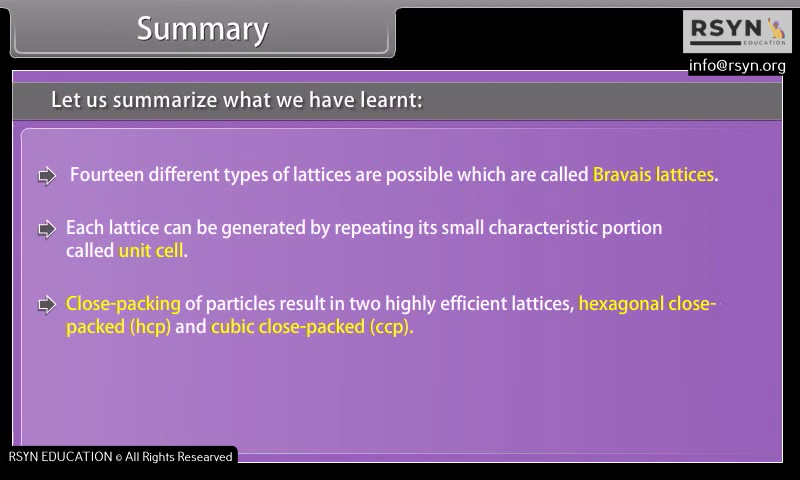 Summary
RSYN
EDUCATION
info@rsyn.org
Let us summarize what we have learnt:
Fourteen different types of lattices are possible which are called Bravais lattices.
Each lattice can be generated by repeating its small characteristic portion
called unit cell.
Close-packing of particles result in two highly efficient lattices, hexagonal close-
packed (hcp) and cubic close-packed (ccp).
RSYN EDUCATION © All Rights Researved